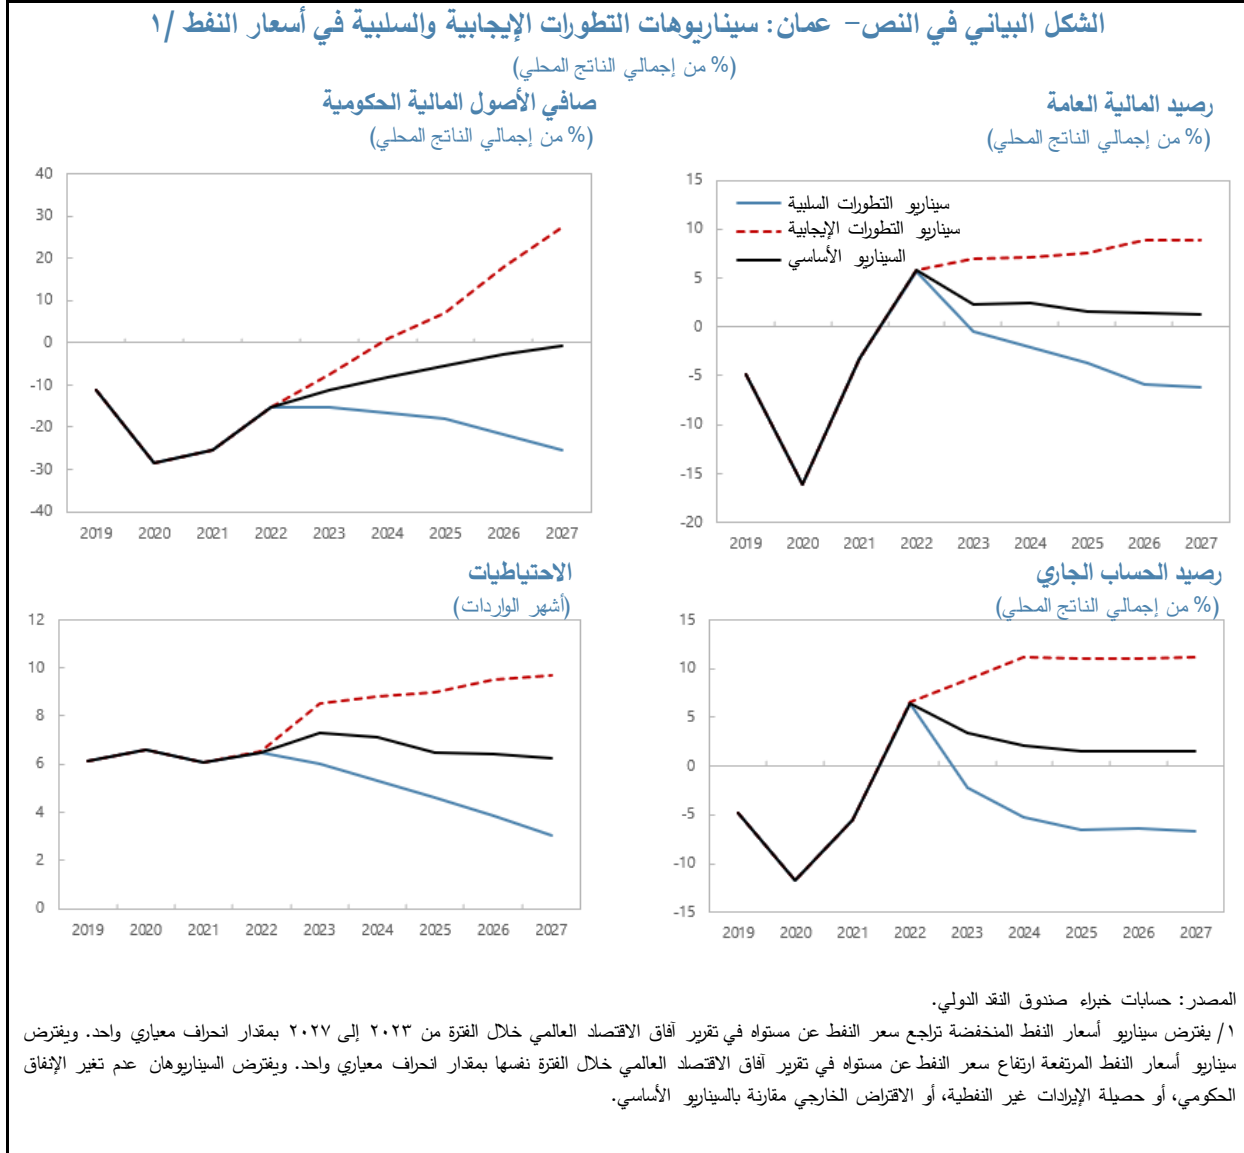 الشكل البياني في النص– عمان: سيناريوهات التطورات الإيجابية والسلبية في أسعار النفط /١
(% من إجمالي الناتج المحلي)
رصيد المالية العامة
(% من إجمالي الناتج المحلي)
15
10
5
0
-5
-10
-15
-20
سيناريو التطورات السلبية
سيناريو التطورات الإيجابية
السيناريو الأساسي
2019 2020 2021 2022 2023 2024 2025 2026 2027
صافي الأصول المالية الحكومية
(% من إجمالي الناتج المحلي)
40
30
20
10
0
-10
-20
-30
-40
2019 2020 2021 2022 2023 2024 2025 2026 2027
رصيد الحساب الجاري
(% من إجمالي الناتج المحلي)
15
10
5
0
-5
-10
-15
2019 2020 2021 2022 2023 2024 2025 2026 2027
الاحتياطيات
(أشهر الواردات)
12
10
8
6
4
2
0
2019 2020 2021 2022 2023 2024 2025 2026 2027
المصدر: حسابات خبراء صندوق النقد الدولي.
١/ يفترض سيناريو أسعار النفط المنخفضة تراجع سعر النفط عن مستواه في تقرير آفاق الاقتصاد العالمي خلال الفترة من ٢٠٢٣ إلى ٢٠٢٧ بمقدار انحراف معياري واحد. ويفترض
سيناريو أسعار النفط المرتفعة ارتفاع سعر النفط عن مستواه في تقرير آفاق الاقتصاد العالمي خلال الفترة نفسها بمقدار انحراف معياري واحد. ويفترض السيناريوهان عدم تغير الإنفاق
الحكومي، أو حصيلة الإيرادات غير النفطية، أو الاقتراض الخارجي مقارنة بالسيناريو الأساسي.